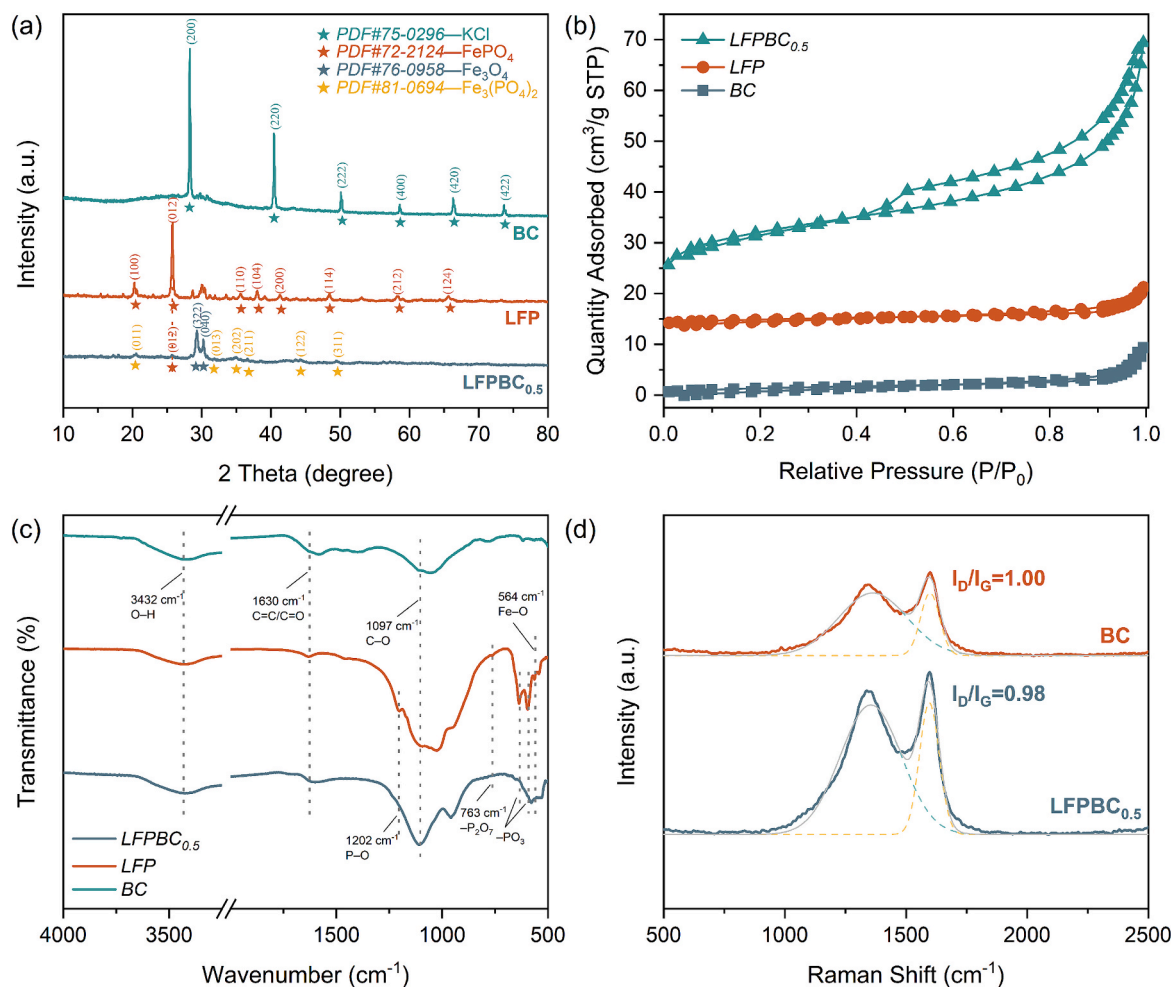 (a)
★ PDF#75-0296—KCl
★ PDF#72-2124—FePO₄
★ PDF#76-0958—Fe₃O₄
★ PDF#81-0694—Fe₃(PO₄)₂
(200)
(220)
(222)
(400)
(420)
(422)
BC
(100)
(012)
(110)
(104)
(200)
(114)
(212)
(124)
LFP
(011)
(012)
(322)
(040)
(013)
(202)
(211)
(122)
(311)
LFPBC₀.₅
Intensity (a.u.)
10 20 30 40 50 60 70 80
2 Theta (degree)
(b)
LFPBC₀.₅
LFP
BC
Quantity Adsorbed (cm³/g STP)
70
60
50
40
30
20
10
0
0.0 0.2 0.4 0.6 0.8 1.0
Relative Pressure (P/P₀)
(c)
3432 cm⁻¹
O–H
1630 cm⁻¹
C=C/C=O
1097 cm⁻¹
C–O
564 cm⁻¹
Fe–O
1202 cm⁻¹
P–O
763 cm⁻¹
–P₂O₇
–PO₃
LFPBC₀.₅
LFP
BC
Transmittance (%)
4000 3500 1500 1000 500
Wavenumber (cm⁻¹)
(d)
I_D/I_G=1.00
BC
I_D/I_G=0.98
LFPBC₀.₅
Intensity (a.u.)
500 1000 1500 2000 2500
Raman Shift (cm⁻¹)